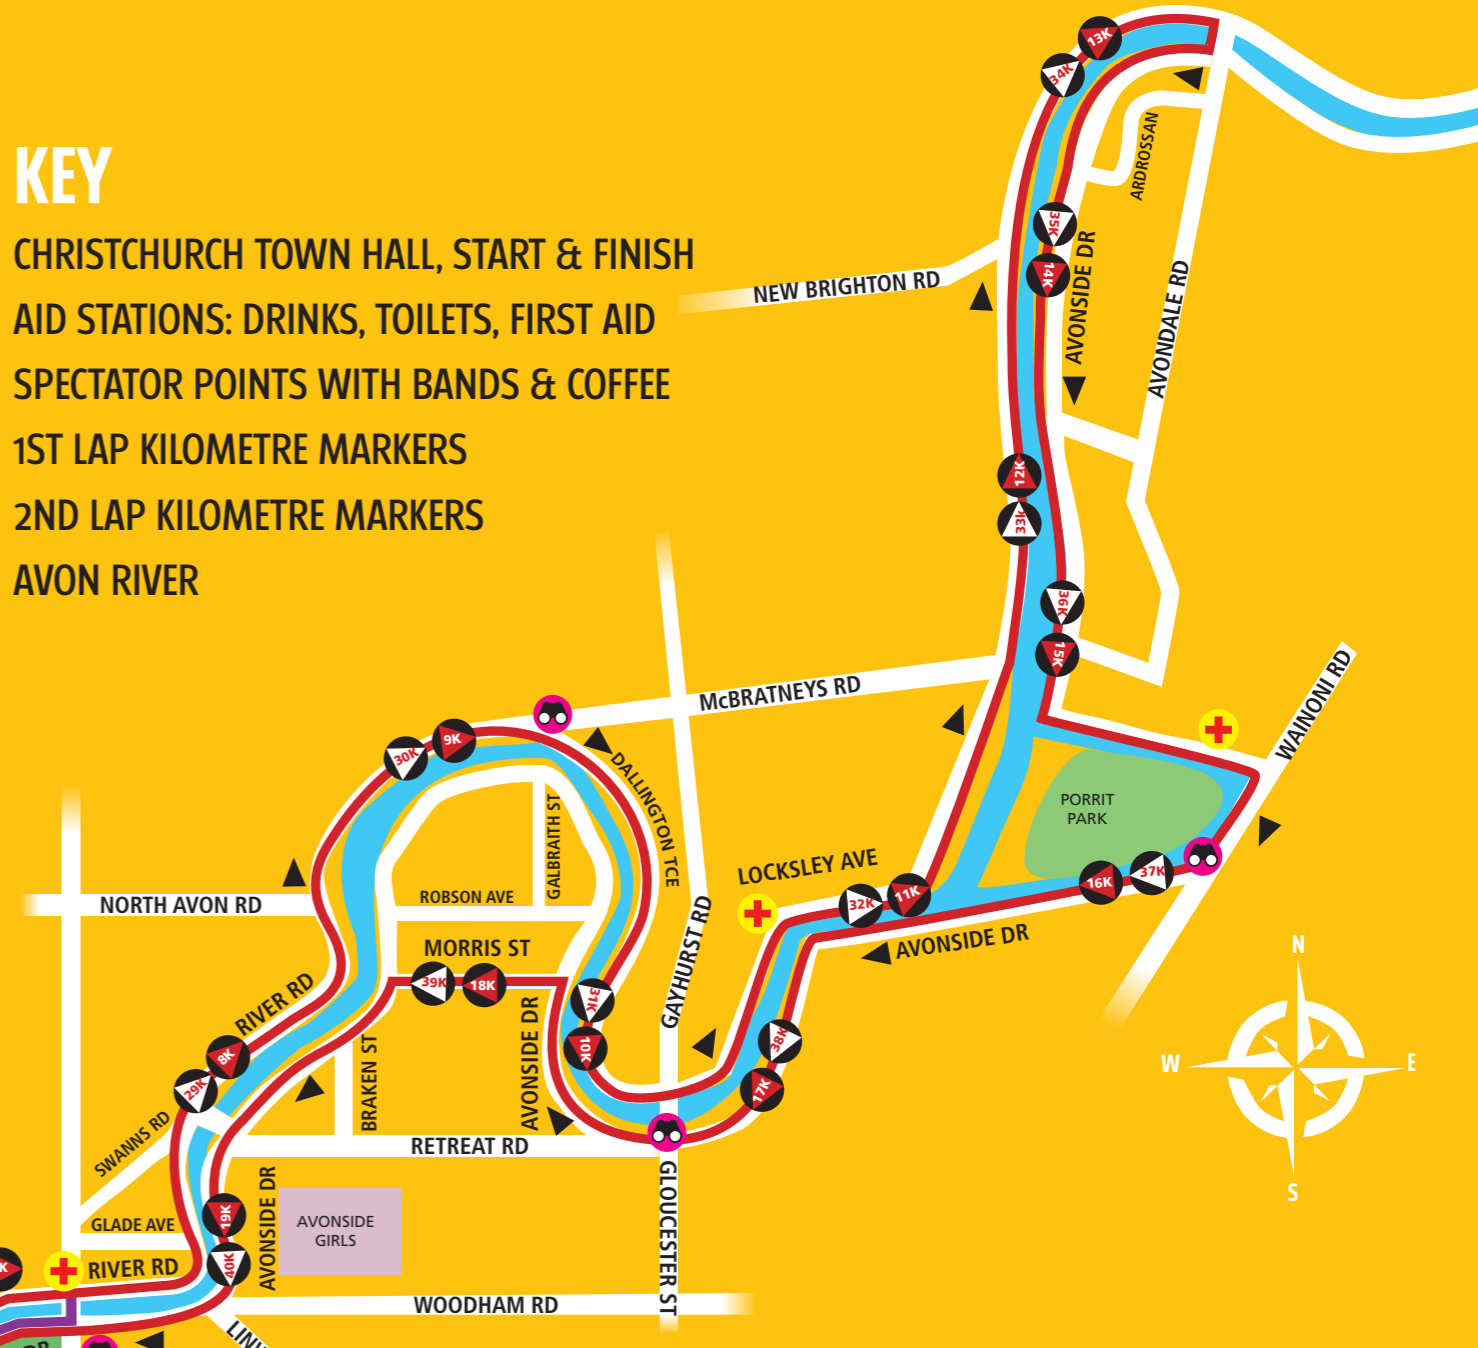 KEY
CHRISTCHURCH TOWN HALL, START & FINISH
AID STATIONS: DRINKS, TOILETS, FIRST AID
SPECTATOR POINTS WITH BANDS & COFFEE
1ST LAP KILOMETRE MARKERS
2ND LAP KILOMETRE MARKERS
AVON RIVER
13K
34K
ARDROSSAN
35K
14K
AVONSIDE DR
AVONDALE RD
NEW BRIGHTON RD
12K
33k
36K
15K
McBRATNEYS RD
WAINONI RD
9K
30K
DALLINGTON TCE
GALBRAITH ST
PORRIT
PARK
LOCKSLEY AVE
37K
16K
11K
32K
ROBSON AVE
NORTH AVON RD
GAYHURST RD
AVONSIDE DR
MORRIS ST
39K
18K
31K
10K
N
W
E
S
RIVER RD
38K
17K
8K
29K
BRAKEN ST
AVONSIDE DR
SWANNS RD
RETREAT RD
GLOUCESTER ST
19K
AVONSIDE DR
AVONSIDE
GIRLS
GLADE AVE
40K
RIVER RD
K
WOODHAM RD
DR